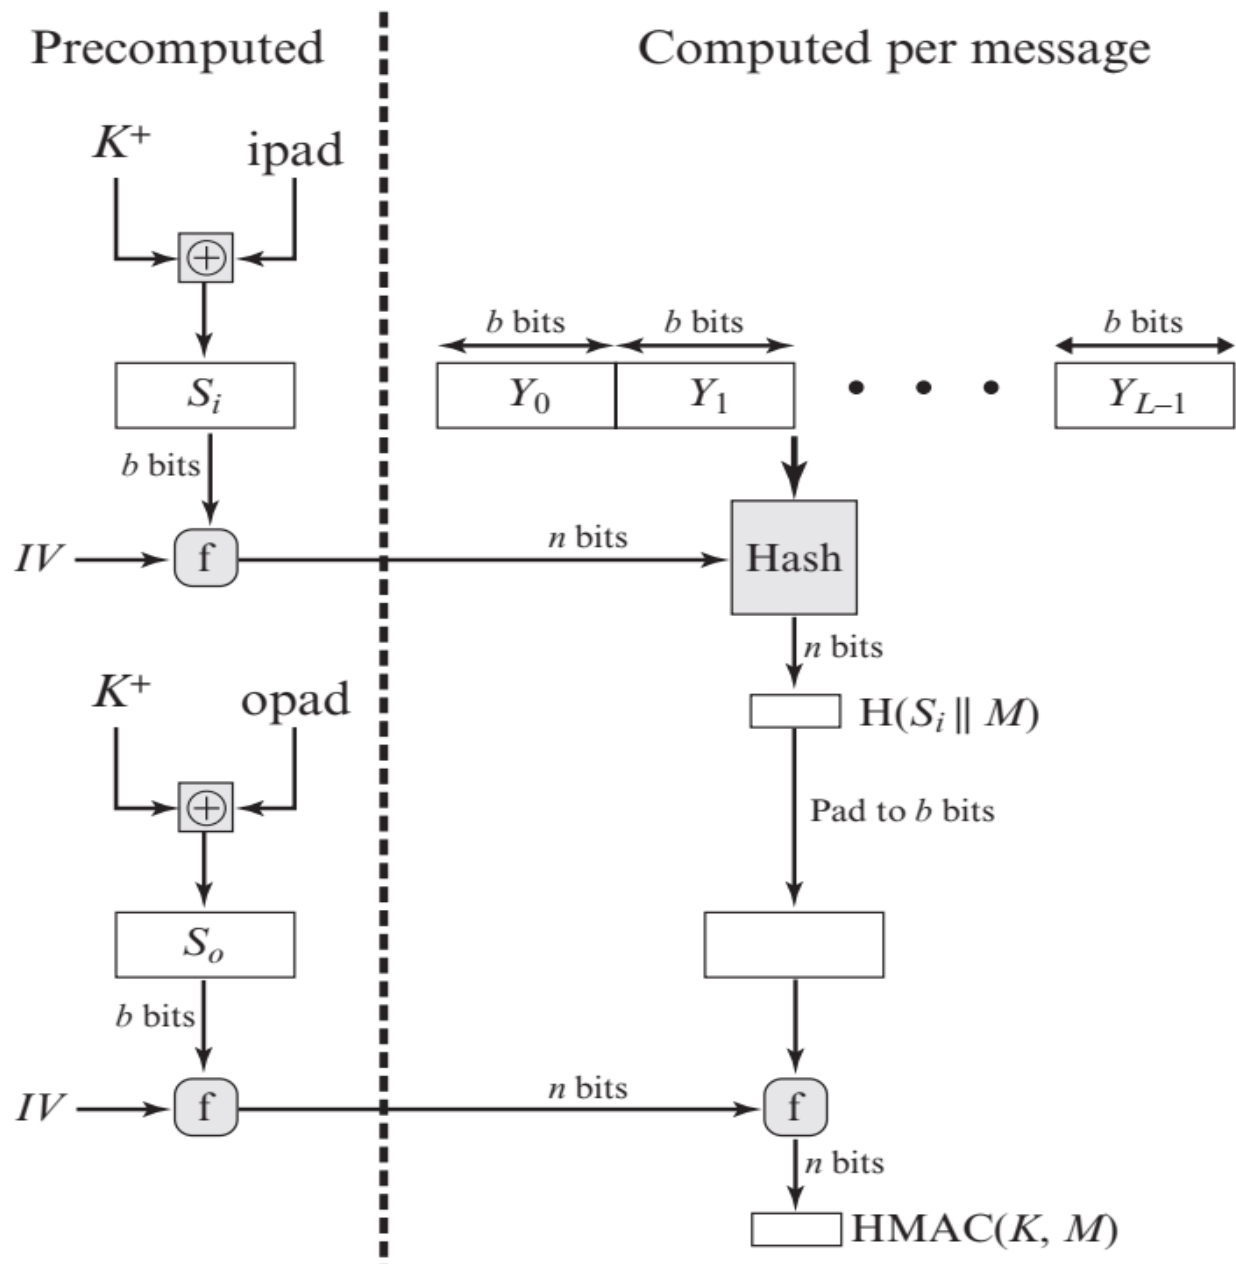 Precomputed
Computed per message
K+
ipad
b bits
b bits
b bits
Si
Y0
Y1
YL–1
b bits
IV
f
n bits
Hash
n bits
K+
opad
H(Si || M)
Pad to b bits
So
b bits
IV
f
n bits
f
n bits
HMAC(K, M)